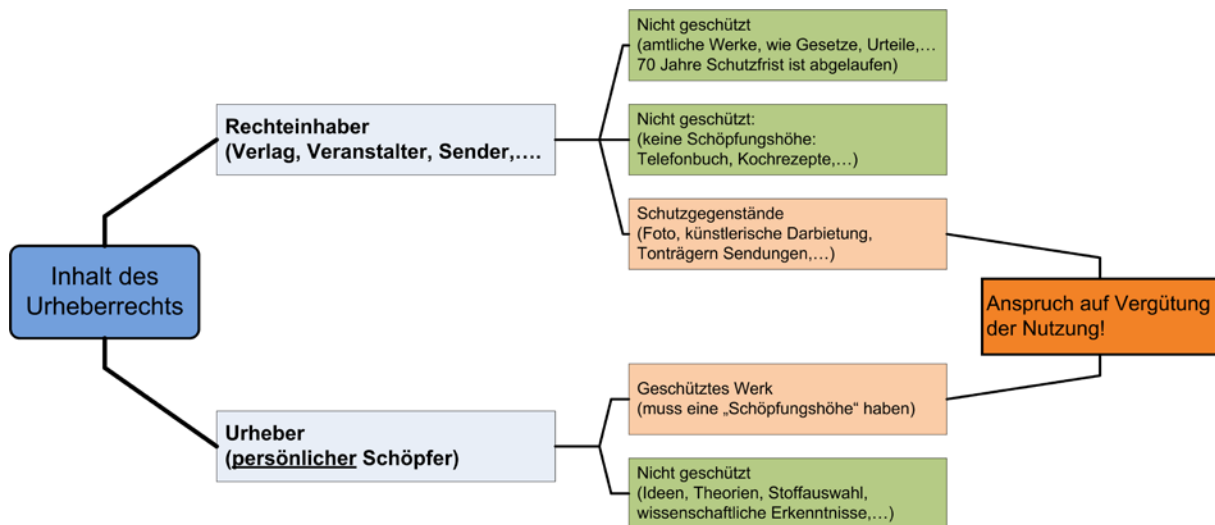 Inhalt des
Urheberrechts
Rechteinhaber
(Verlag, Veranstalter, Sender,....
Nicht geschützt
(amtliche Werke, wie Gesetze, Urteile,…
70 Jahre Schutzfrist ist abgelaufen)
Nicht geschützt:
(keine Schöpfungshöhe:
Telefonbuch, Kochrezepte,…)
Schutzgegenstände
(Foto, künstlerische Darbietung,
Tonträgern Sendungen,…)
Anspruch auf Vergütung
der Nutzung!
Urheber
(persönlicher Schöpfer)
Geschütztes Werk
(muss eine „Schöpfungshöhe“ haben)
Nicht geschützt
(Ideen, Theorien, Stoffauswahl,
wissenschaftliche Erkenntnisse,…)